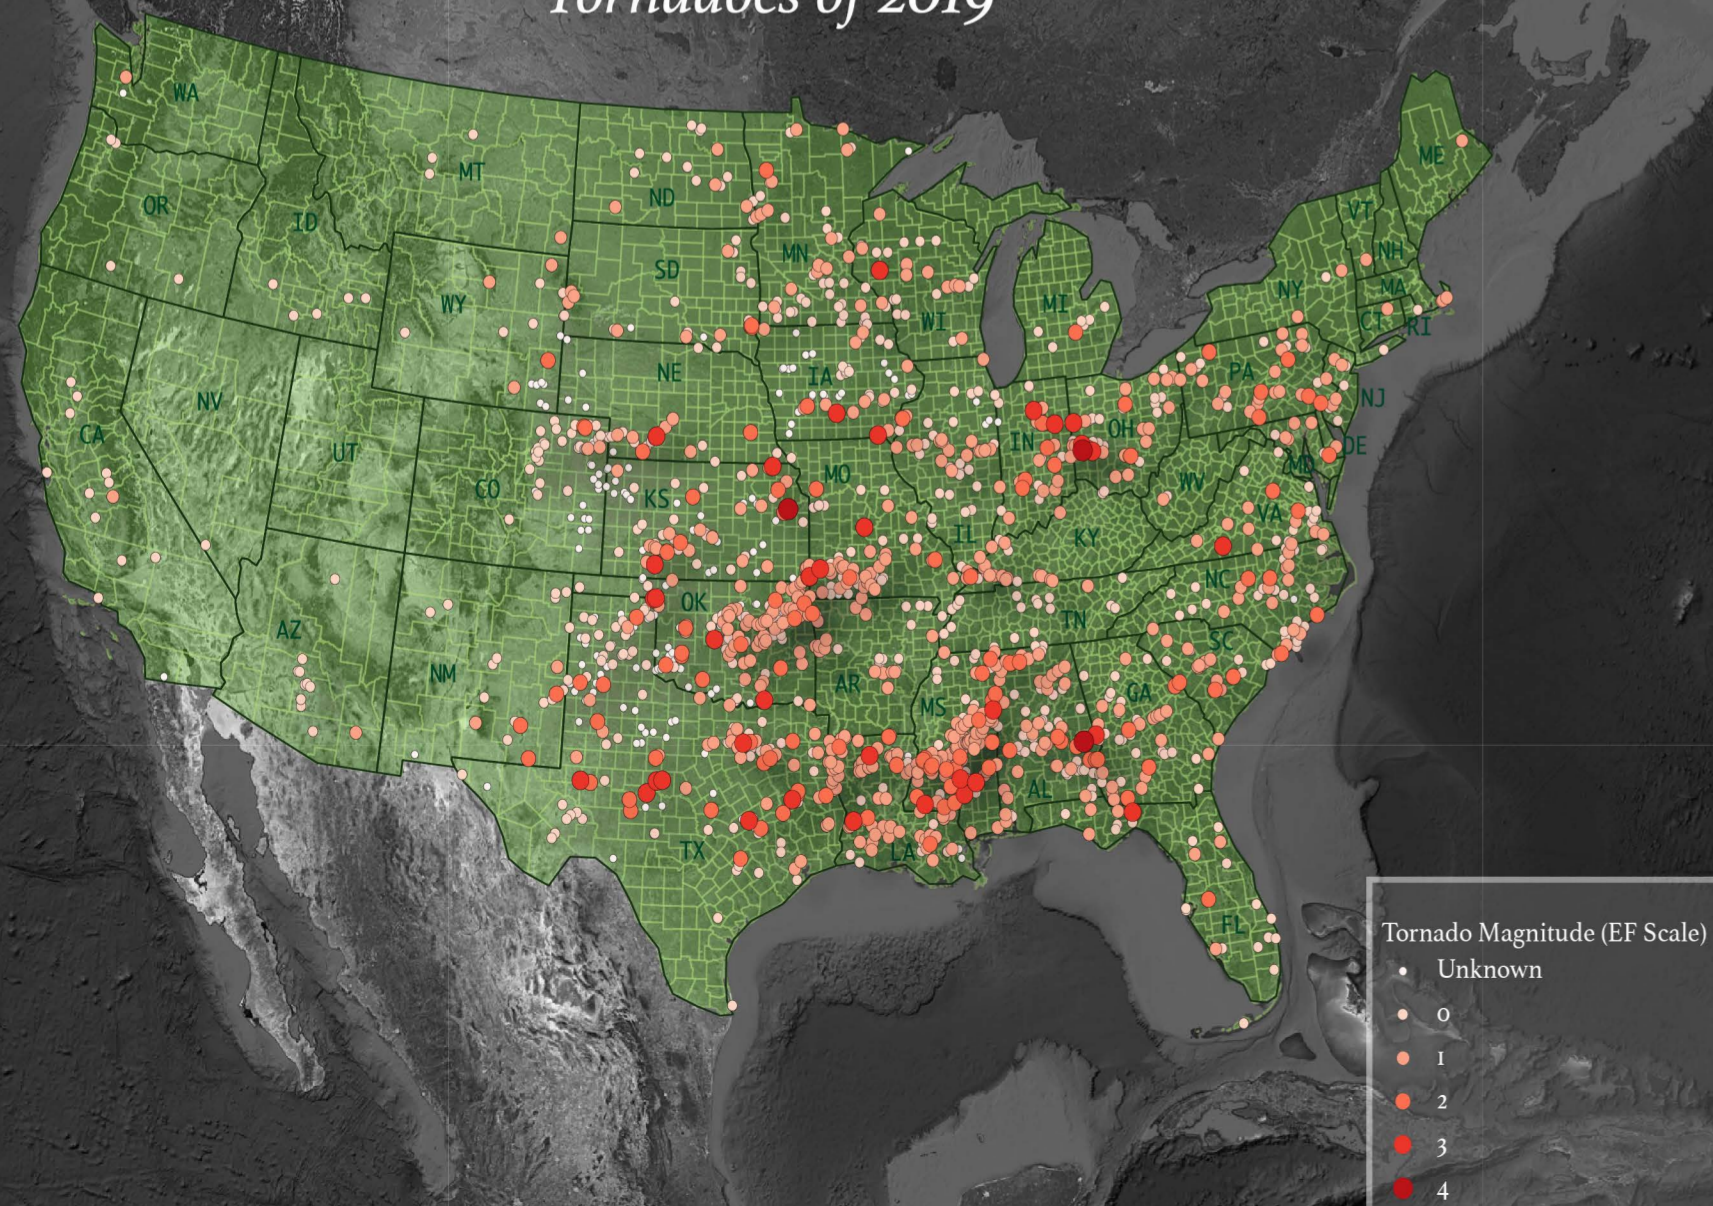 Tornadoes of 2019
WA
MT
ND
ME
OR
ID
VT
MN
NH
SD
WI
MI
NY
MA
WY
CT
RI
NE
IA
PA
NV
NJ
CA
UT
IN
OH
DE
MD
CO
KS
MO
WV
VA
IL
KY
NC
OK
TN
AZ
SC
NM
AR
GA
MS
AL
TX
LA
FL
Tornado Magnitude (EF Scale)
Unknown
0
1
2
3
4